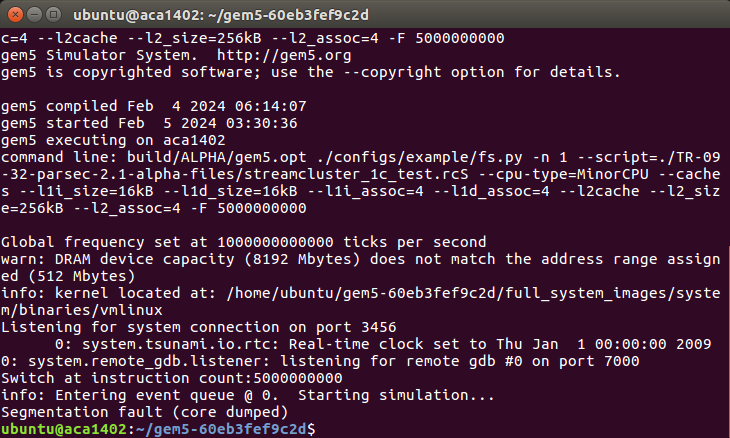 ubuntu@aca1402: ~/gem5-60eb3fef9c2d
c=4 --l2cache --l2_size=256kB --l2_assoc=4 -F 5000000000
gem5 Simulator System.  http://gem5.org
gem5 is copyrighted software; use the --copyright option for details.

gem5 compiled Feb  4 2024 06:14:07
gem5 started Feb  5 2024 03:30:36
gem5 executing on aca1402
command line: build/ALPHA/gem5.opt ./configs/example/fs.py -n 1 --script=./TR-09
-32-parsec-2.1-alpha-files/streamcluster_1c_test.rcS --cpu-type=MinorCPU --cache
s --l1i_size=16kB --l1d_size=16kB --l1i_assoc=4 --l1d_assoc=4 --l2cache --l2_siz
e=256kB --l2_assoc=4 -F 5000000000

Global frequency set at 1000000000000 ticks per second
warn: DRAM device capacity (8192 Mbytes) does not match the address range assign
ed (512 Mbytes)
info: kernel located at: /home/ubuntu/gem5-60eb3fef9c2d/full_system_images/syste
m/binaries/vmlinux
Listening for system connection on port 3456
      0: system.tsunami.io.rtc: Real-time clock set to Thu Jan  1 00:00:00 2009
0: system.remote_gdb.listener: listening for remote gdb #0 on port 7000
Switch at instruction count:5000000000
info: Entering event queue @ 0.  Starting simulation...
Segmentation fault (core dumped)
ubuntu@aca1402:~/gem5-60eb3fef9c2d$